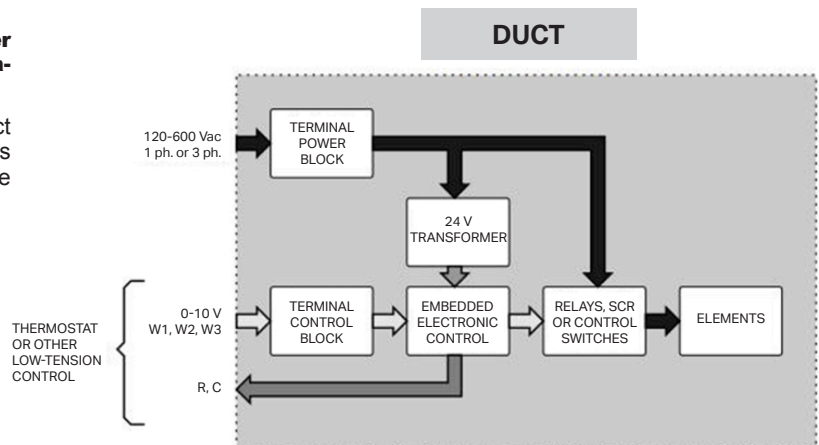 DUCT
120-600 Vac
1 ph. or 3 ph.
TERMINAL
POWER
BLOCK
24 V
TRANSFORMER
THERMOSTAT
OR OTHER
LOW-TENSION
CONTROL
0-10 V
W1, W2, W3
TERMINAL
CONTROL
BLOCK
EMBEDDED
ELECTRONIC
CONTROL
RELAYS, SCR
OR CONTROL
SWITCHES
ELEMENTS
R, C